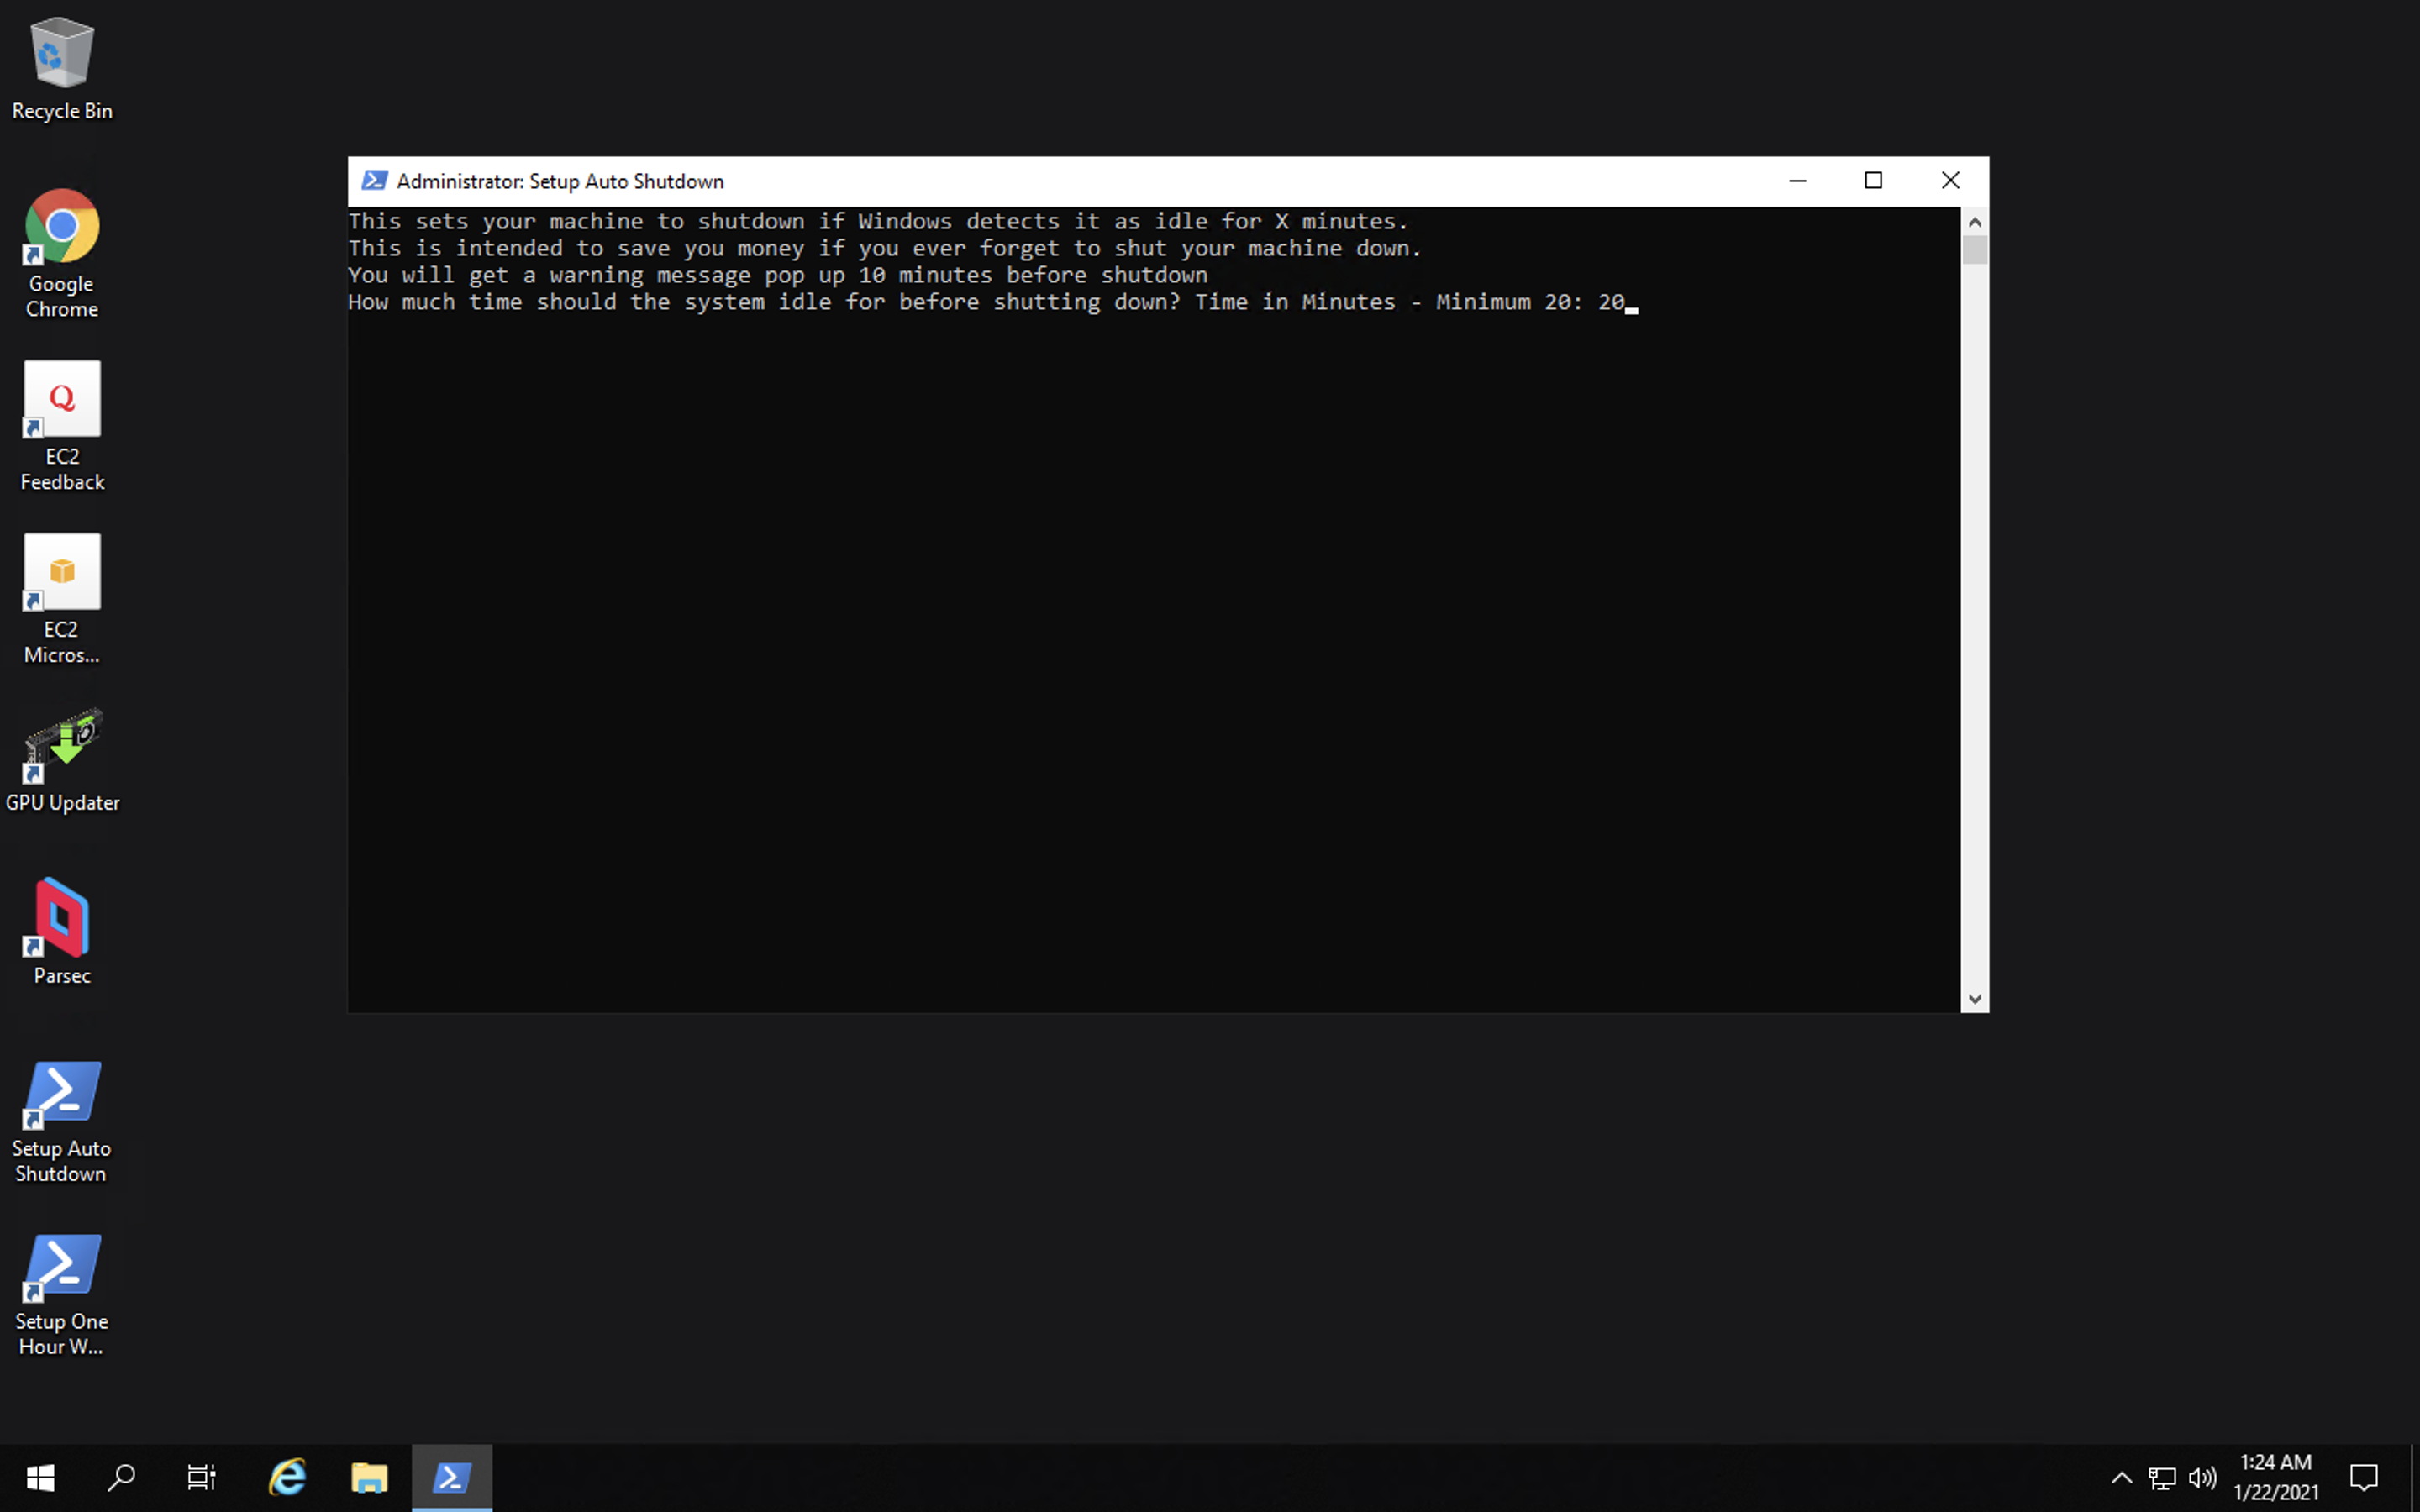 Recycle Bin
Google
Chrome
EC2
Feedback
EC2
Micros...
GPU Updater
Parsec
Setup Auto
Shutdown
Setup One
Hour W...
Administrator: Setup Auto Shutdown
This sets your machine to shutdown if Windows detects it as idle for X minutes.
This is intended to save you money if you ever forget to shut your machine down.
You will get a warning message pop up 10 minutes before shutdown
How much time should the system idle for before shutting down? Time in Minutes - Minimum 20: 20
1:24 AM
1/22/2021